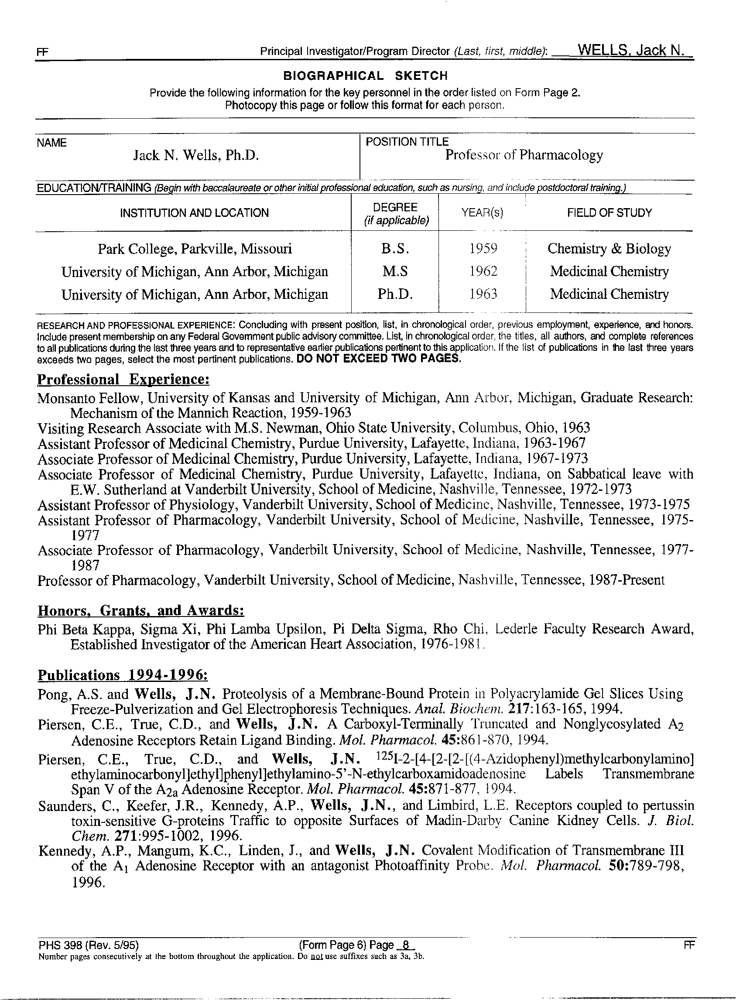 FF Principal Investigator/Program Director (Last, first, middle): WELLS, Jack N.
BIOGRAPHICAL SKETCH
Provide the following information for the key personnel in the order listed on Form Page 2.
Photocopy this page or follow this format for each person.
NAME POSITION TITLE
Jack N. Wells, Ph.D. Professor of Pharmacology
EDUCATION/TRAINING (Begin with baccalaureate or other initial professional education, such as nursing, and include postdoctoral training.)
INSTITUTION AND LOCATION DEGREE (if applicable) YEAR(s) FIELD OF STUDY
Park College, Parkville, Missouri B.S. 1959 Chemistry & Biology
University of Michigan, Ann Arbor, Michigan M.S 1962 Medicinal Chemistry
University of Michigan, Ann Arbor, Michigan Ph.D. 1963 Medicinal Chemistry
RESEARCH AND PROFESSIONAL EXPERIENCE: Concluding with present position, list, in chronological order, previous employment, experience, and honors.
Include present membership on any Federal Government public advisory committee. List, in chronological order, the titles, all authors, and complete references
to all publications during the last three years and to representative earlier publications pertinent to this application. If the list of publications in the last three years
exceeds two pages, select the most pertinent publications. DO NOT EXCEED TWO PAGES.
Professional Experience:
Monsanto Fellow, University of Kansas and University of Michigan, Ann Arbor, Michigan, Graduate Research:
Mechanism of the Mannich Reaction, 1959-1963
Visiting Research Associate with M.S. Newman, Ohio State University, Columbus, Ohio, 1963
Assistant Professor of Medicinal Chemistry, Purdue University, Lafayette, Indiana, 1963-1967
Associate Professor of Medicinal Chemistry, Purdue University, Lafayette, Indiana, 1967-1973
Associate Professor of Medicinal Chemistry, Purdue University, Lafayette, Indiana, on Sabbatical leave with
E.W. Sutherland at Vanderbilt University, School of Medicine, Nashville, Tennessee, 1972-1973
Assistant Professor of Physiology, Vanderbilt University, School of Medicine, Nashville, Tennessee, 1973-1975
Assistant Professor of Pharmacology, Vanderbilt University, School of Medicine, Nashville, Tennessee, 1975-
1977
Associate Professor of Pharmacology, Vanderbilt University, School of Medicine, Nashville, Tennessee, 1977-
1987
Professor of Pharmacology, Vanderbilt University, School of Medicine, Nashville, Tennessee, 1987-Present
Honors, Grants, and Awards:
Phi Beta Kappa, Sigma Xi, Phi Lamba Upsilon, Pi Delta Sigma, Rho Chi, Lederle Faculty Research Award,
Established Investigator of the American Heart Association, 1976-1981.
Publications 1994-1996:
Pong, A.S. and Wells, J.N. Proteolysis of a Membrane-Bound Protein in Polyacrylamide Gel Slices Using
Freeze-Pulverization and Gel Electrophoresis Techniques. Anal. Biochem. 217:163-165, 1994.
Piersen, C.E., True, C.D., and Wells, J.N. A Carboxyl-Terminally Truncated and Nonglycosylated A2
Adenosine Receptors Retain Ligand Binding. Mol. Pharmacol. 45:861-870, 1994.
Piersen, C.E., True, C.D., and Wells, J.N. 125I-2-[4-[2-[2-[(4-Azidophenyl)methylcarbonylamino]
ethylaminocarbonyl]ethyl]phenyl]ethylamino-5'-N-ethylcarboxamidoadenosine Labels Transmembrane
Span V of the A2a Adenosine Receptor. Mol. Pharmacol. 45:871-877, 1994.
Saunders, C., Keefer, J.R., Kennedy, A.P., Wells, J.N., and Limbird, L.E. Receptors coupled to pertussin
toxin-sensitive G-proteins Traffic to opposite Surfaces of Madin-Darby Canine Kidney Cells. J. Biol.
Chem. 271:995-1002, 1996.
Kennedy, A.P., Mangum, K.C., Linden, J., and Wells, J.N. Covalent Modification of Transmembrane III
of the A1 Adenosine Receptor with an antagonist Photoaffinity Probe. Mol. Pharmacol. 50:789-798,
1996.
PHS 398 (Rev. 5/95) (Form Page 6) Page 8 FF
Number pages consecutively at the bottom throughout the application. Do not use suffixes such as 3a, 3b.